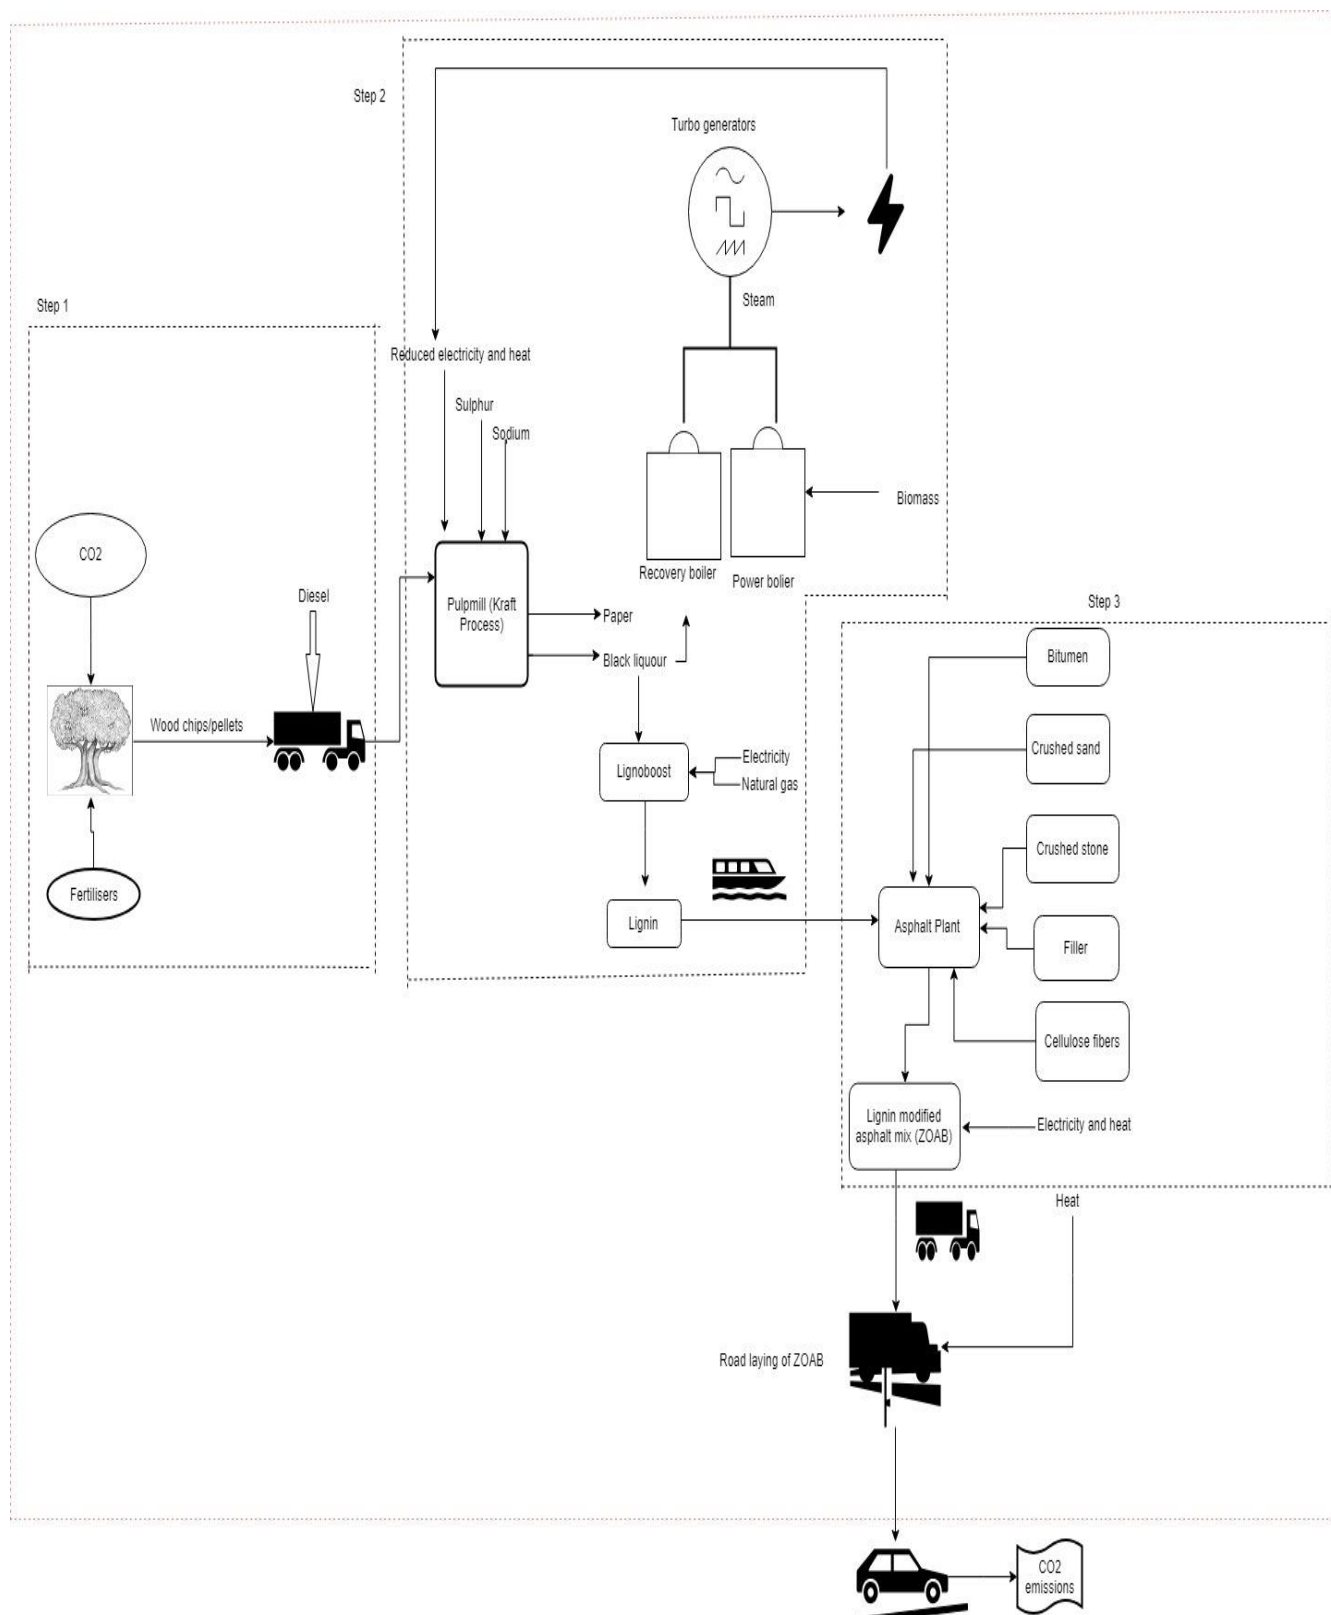 Step 2
Turbo generators
Steam
Step 1
Reduced electricity and heat
Sulphur
Sodium
Biomass
CO2
Recovery boiler
Power bolier
Diesel
Pulpmill (Kraft
Process)
Paper
Black liquour
Step 3
Bitumen
Wood chips/pellets
Crushed sand
Lignoboost
Electricity
Natural gas
Crushed stone
Fertilisers
Lignin
Asphalt Plant
Filler
Cellulose fibers
Lignin modified
asphalt mix (ZOAB)
Electricity and heat
Heat
Road laying of ZOAB
CO2
emissions